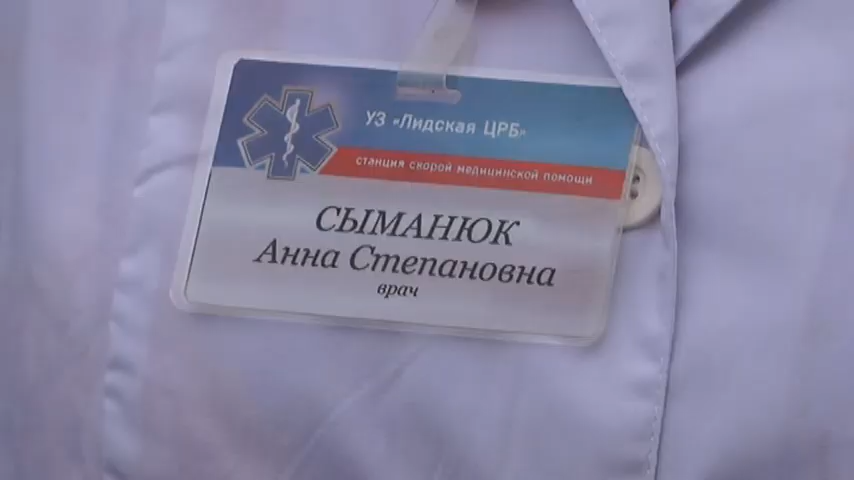 УЗ «Лидская ЦРБ»
станция скорой медицинской помощи
СЫМАНЮК
Анна Степановна
врач